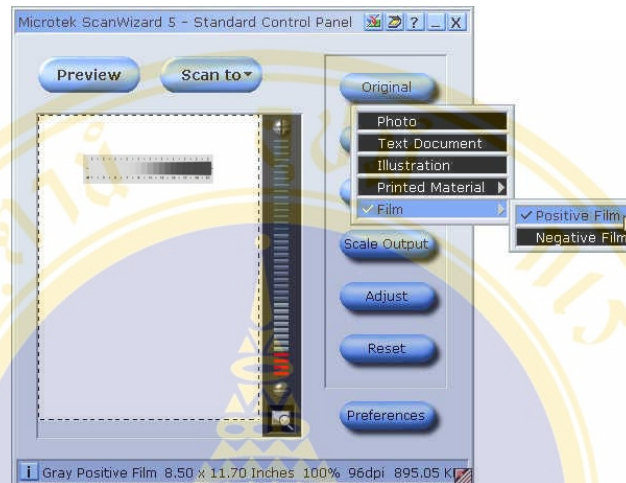 Microtek ScanWizard 5 - Standard Control Panel
Preview
Scan to
Original
Photo
Text Document
Illustration
Printed Material
Film
Positive Film
Negative Film
Scale Output
Adjust
Reset
Preferences
Gray Positive Film 8.50 x 11.70 Inches 100% 96dpi 895.05 K